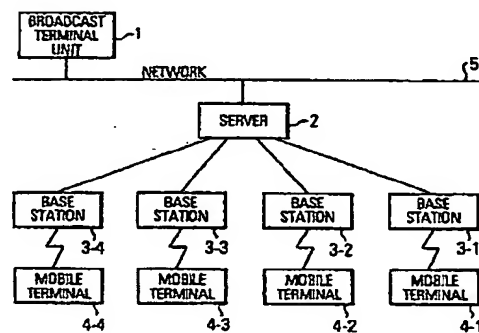 BROADCAST
TERMINAL
UNIT
1
NETWORK
5
SERVER
2
BASE
STATION
BASE
STATION
BASE
STATION
BASE
STATION
3-4
3-3
3-2
3-1
MOBILE
TERMINAL
MOBILE
TERMINAL
MOBILE
TERMINAL
MOBILE
TERMINAL
4-4
4-3
4-2
4-1